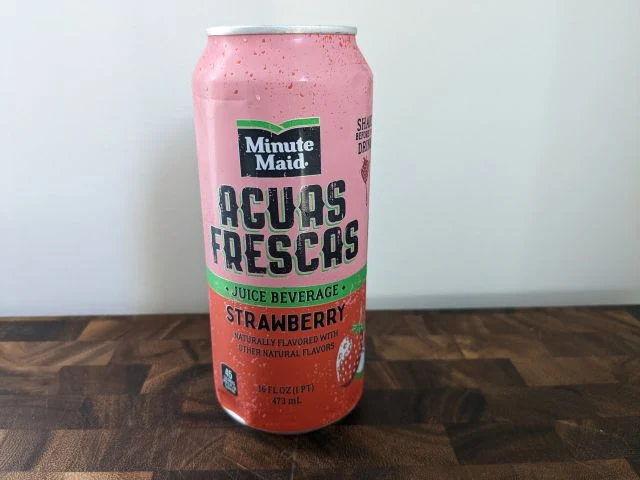 Minute
Maid
AGUAS
FRESCAS
• JUICE BEVERAGE •
STRAWBERRY
NATURALLY FLAVORED WITH
OTHER NATURAL FLAVORS
16 FL OZ (1 PT)
473 mL
45